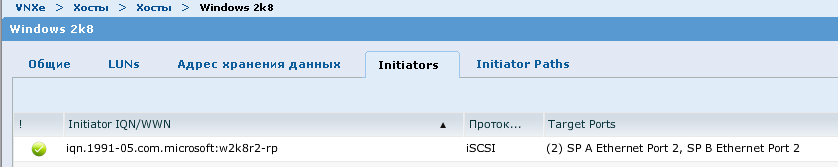 VNXe > Хосты > Хосты > Windows 2k8
Windows 2k8
Общие LUNs Адрес хранения данных Initiators Initiator Paths
! Initiator IQN/WWN ▲ Проток... Target Ports
iqn.1991-05.com.microsoft:w2k8r2-rp iSCSI (2) SP A Ethernet Port 2, SP B Ethernet Port 2